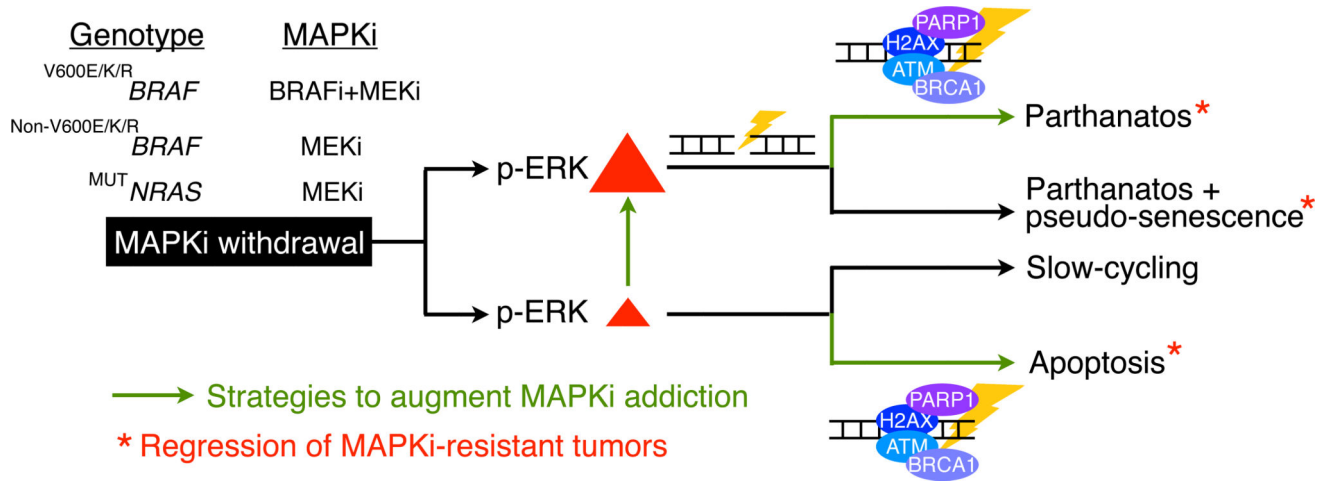 Genotype MAPKi
V600E/K/R BRAF BRAFi+MEKi
Non-V600E/K/R BRAF MEKi
MUT NRAS MEKi
MAPKi withdrawal
p-ERK
p-ERK
PARP1
H2AX
ATM
BRCA1
Parthanatos*
Parthanatos +
pseudo-senescence*
Slow-cycling
Apoptosis*
PARP1
H2AX
ATM
BRCA1
Strategies to augment MAPKi addiction
* Regression of MAPKi-resistant tumors